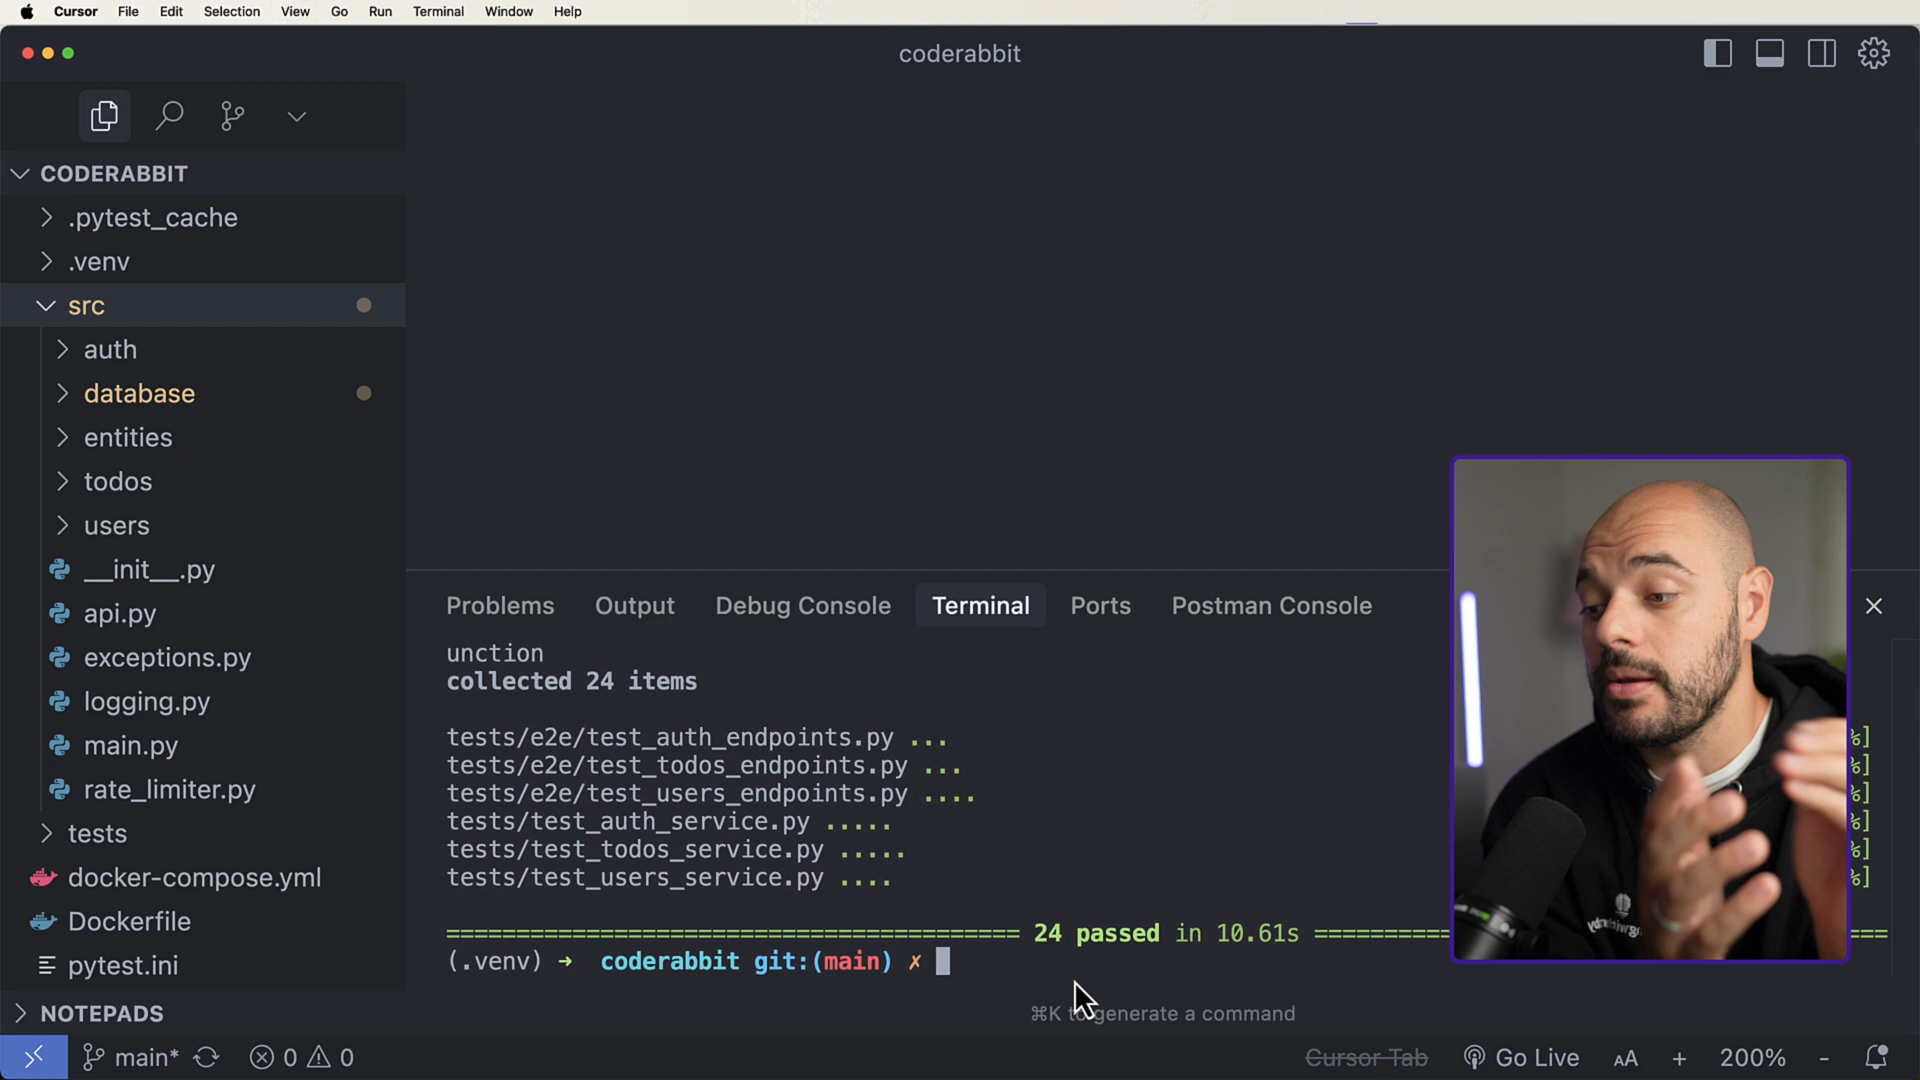 Cursor File Edit Selection View Go Run Terminal Window Help
coderabbit
CODERABBIT
.pytest_cache
.venv
src
auth
database
entities
todos
users
__init__.py
api.py
exceptions.py
logging.py
main.py
rate_limiter.py
tests
docker-compose.yml
Dockerfile
pytest.ini
NOTEPADS
Problems Output Debug Console Terminal Ports Postman Console
unction
collected 24 items
tests/e2e/test_auth_endpoints.py ... %]
tests/e2e/test_todos_endpoints.py ... %]
tests/e2e/test_users_endpoints.py .... %]
tests/test_auth_service.py ..... %]
tests/test_todos_service.py ..... %]
tests/test_users_service.py .... %]
========================================= 24 passed in 10.61s ==========
(.venv) → coderabbit git:(main) ✗
⌘K to generate a command
main* 0 0 Cursor Tab Go Live AA + 200% -